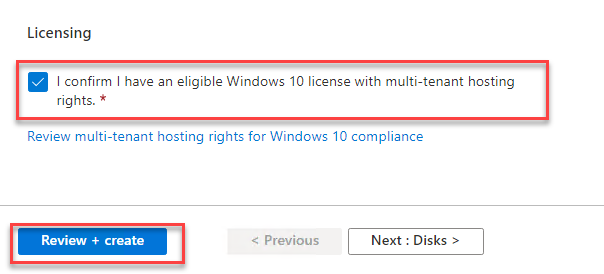 Licensing
I confirm I have an eligible Windows 10 license with multi-tenant hosting
rights. *
Review multi-tenant hosting rights for Windows 10 compliance
Review + create
< Previous
Next : Disks >